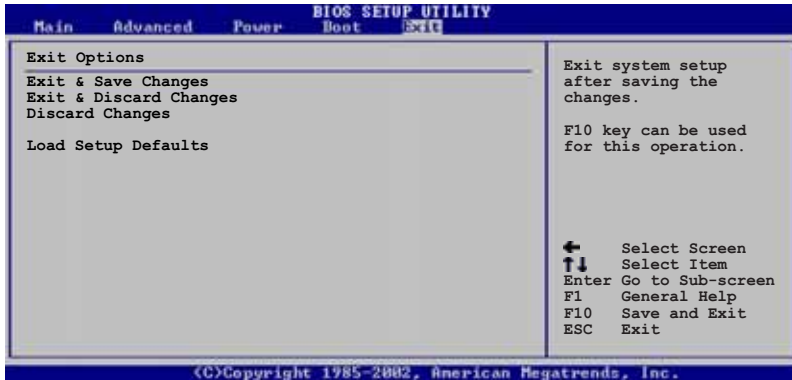 BIOS SETUP UTILITY
Main Advanced Power Boot Exit
Exit Options
Exit & Save Changes
Exit & Discard Changes
Discard Changes
Load Setup Defaults
Exit system setup
after saving the
changes.
F10 key can be used
for this operation.
← Select Screen
↑↓ Select Item
Enter Go to Sub-screen
F1 General Help
F10 Save and Exit
ESC Exit
(C)Copyright 1985-2002, American Megatrends, Inc.